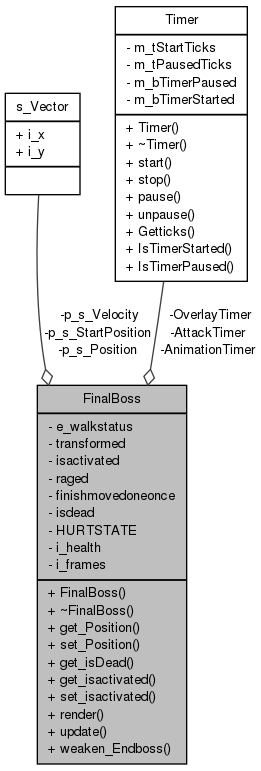 Timer
- m_tStartTicks
- m_tPausedTicks
- m_bTimerPaused
- m_bTimerStarted
+ Timer()
+ ~Timer()
+ start()
+ stop()
+ pause()
+ unpause()
+ Getticks()
+ IsTimerStarted()
+ IsTimerPaused()
s_Vector
+ i_x
+ i_y
-p_s_Velocity
-p_s_StartPosition
-p_s_Position
-OverlayTimer
-AttackTimer
-AnimationTimer
FinalBoss
- e_walkstatus
- transformed
- isactivated
- raged
- finishmovedoneonce
- isdead
- HURTSTATE
- i_health
- i_frames
+ FinalBoss()
+ ~FinalBoss()
+ get_Position()
+ set_Position()
+ get_isDead()
+ get_isactivated()
+ set_isactivated()
+ render()
+ update()
+ weaken_Endboss()